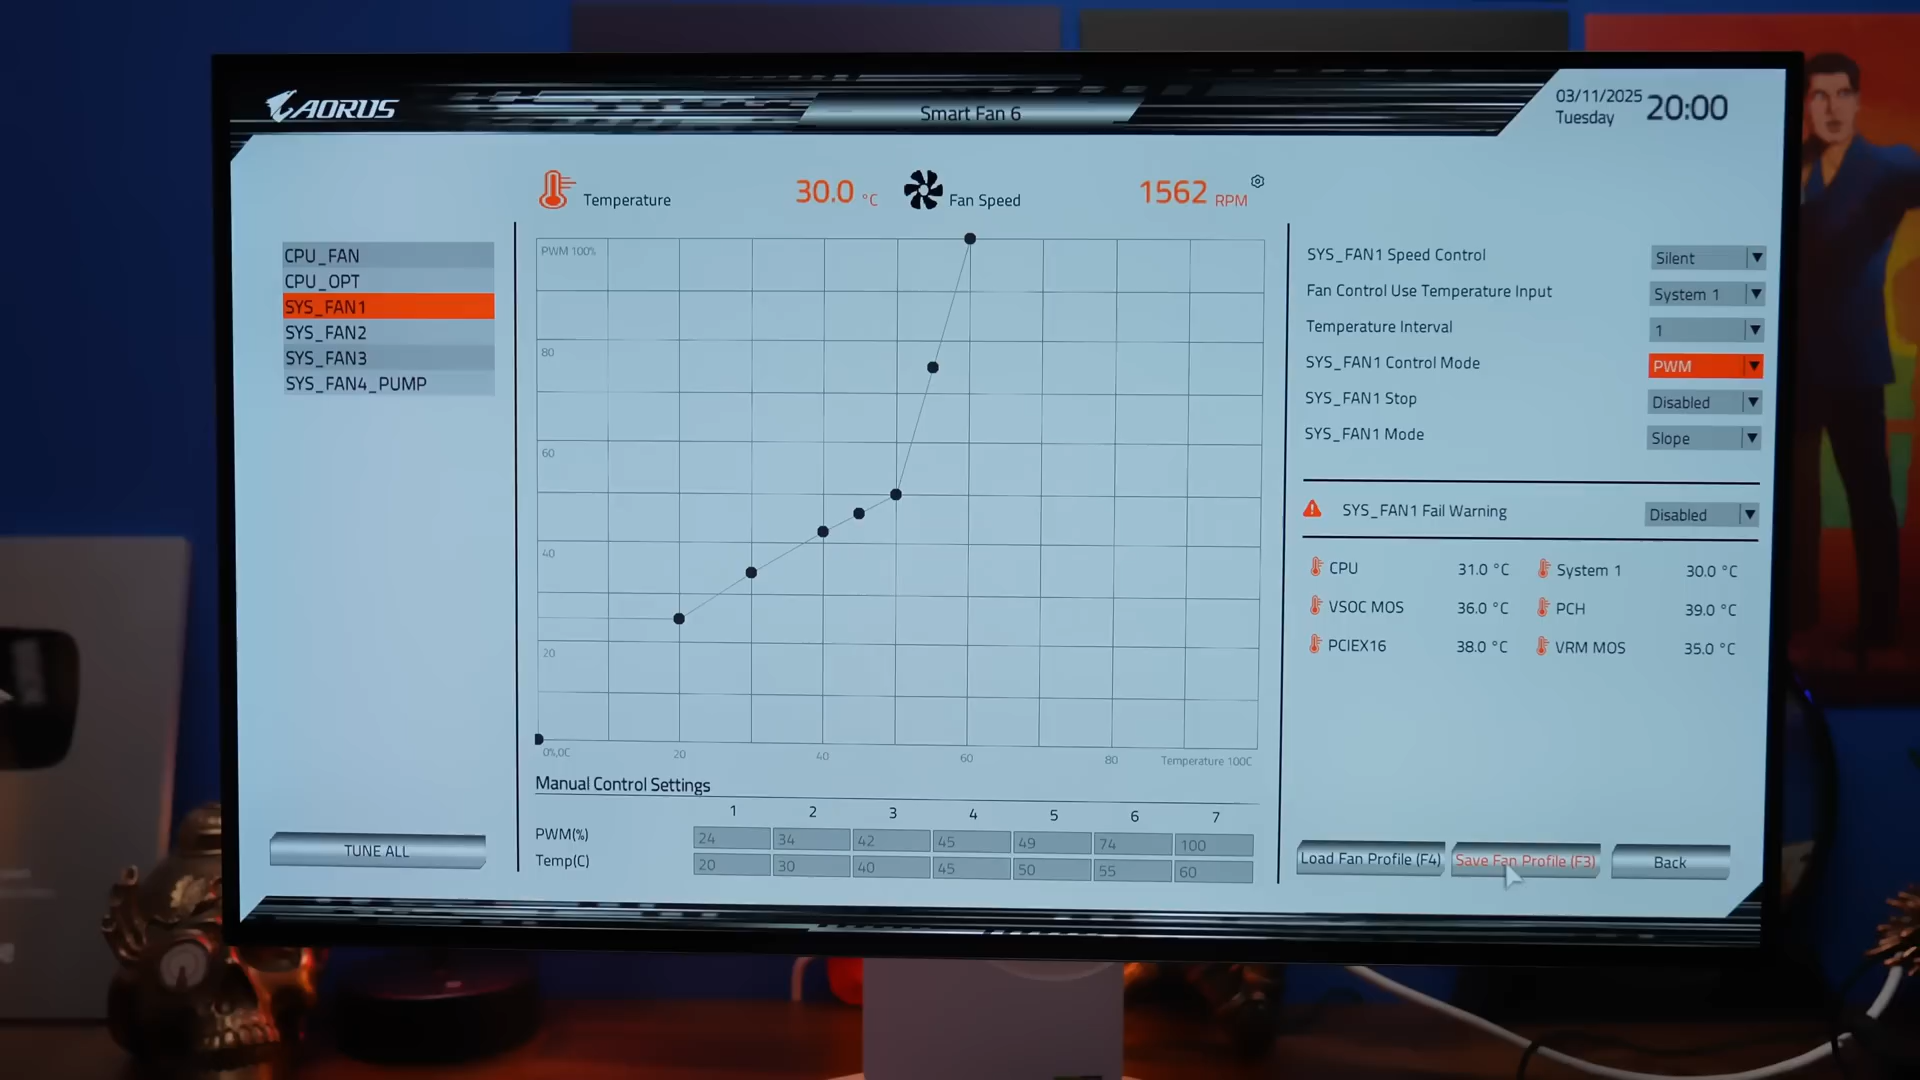 AORUS
Smart Fan 6
03/11/2025
Tuesday
20:00
Temperature 30.0 °C Fan Speed 1562 RPM
CPU_FAN
CPU_OPT
SYS_FAN1
SYS_FAN2
SYS_FAN3
SYS_FAN4_PUMP
TUNE ALL
PWM 100%
80
60
40
20
0%,0C 20 40 60 80 Temperature 100C
Manual Control Settings
1 2 3 4 5 6 7
PWM(%) 24 34 42 45 49 74 100
Temp(C) 20 30 40 45 50 55 60
SYS_FAN1 Speed Control Silent
Fan Control Use Temperature Input System 1
Temperature Interval 1
SYS_FAN1 Control Mode PWM
SYS_FAN1 Stop Disabled
SYS_FAN1 Mode Slope
SYS_FAN1 Fail Warning Disabled
CPU 31.0 °C System 1 30.0 °C
VSOC MOS 36.0 °C PCH 39.0 °C
PCIEX16 38.0 °C VRM MOS 35.0 °C
Load Fan Profile (F4) Save Fan Profile (F3) Back